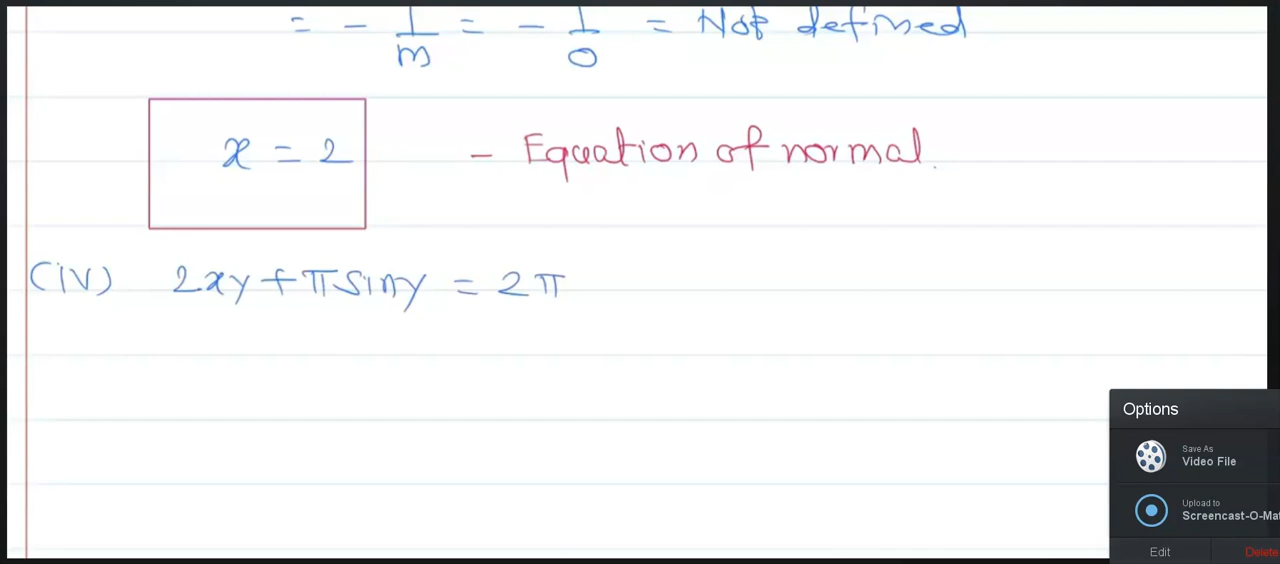 = - 1/m = - 1/0 = Not defined
x = 2 - Equation of normal.
(iv) 2xy + π siny = 2π
Options
Save As
Video File
Upload to
Screencast-O-Mat
Edit Delete